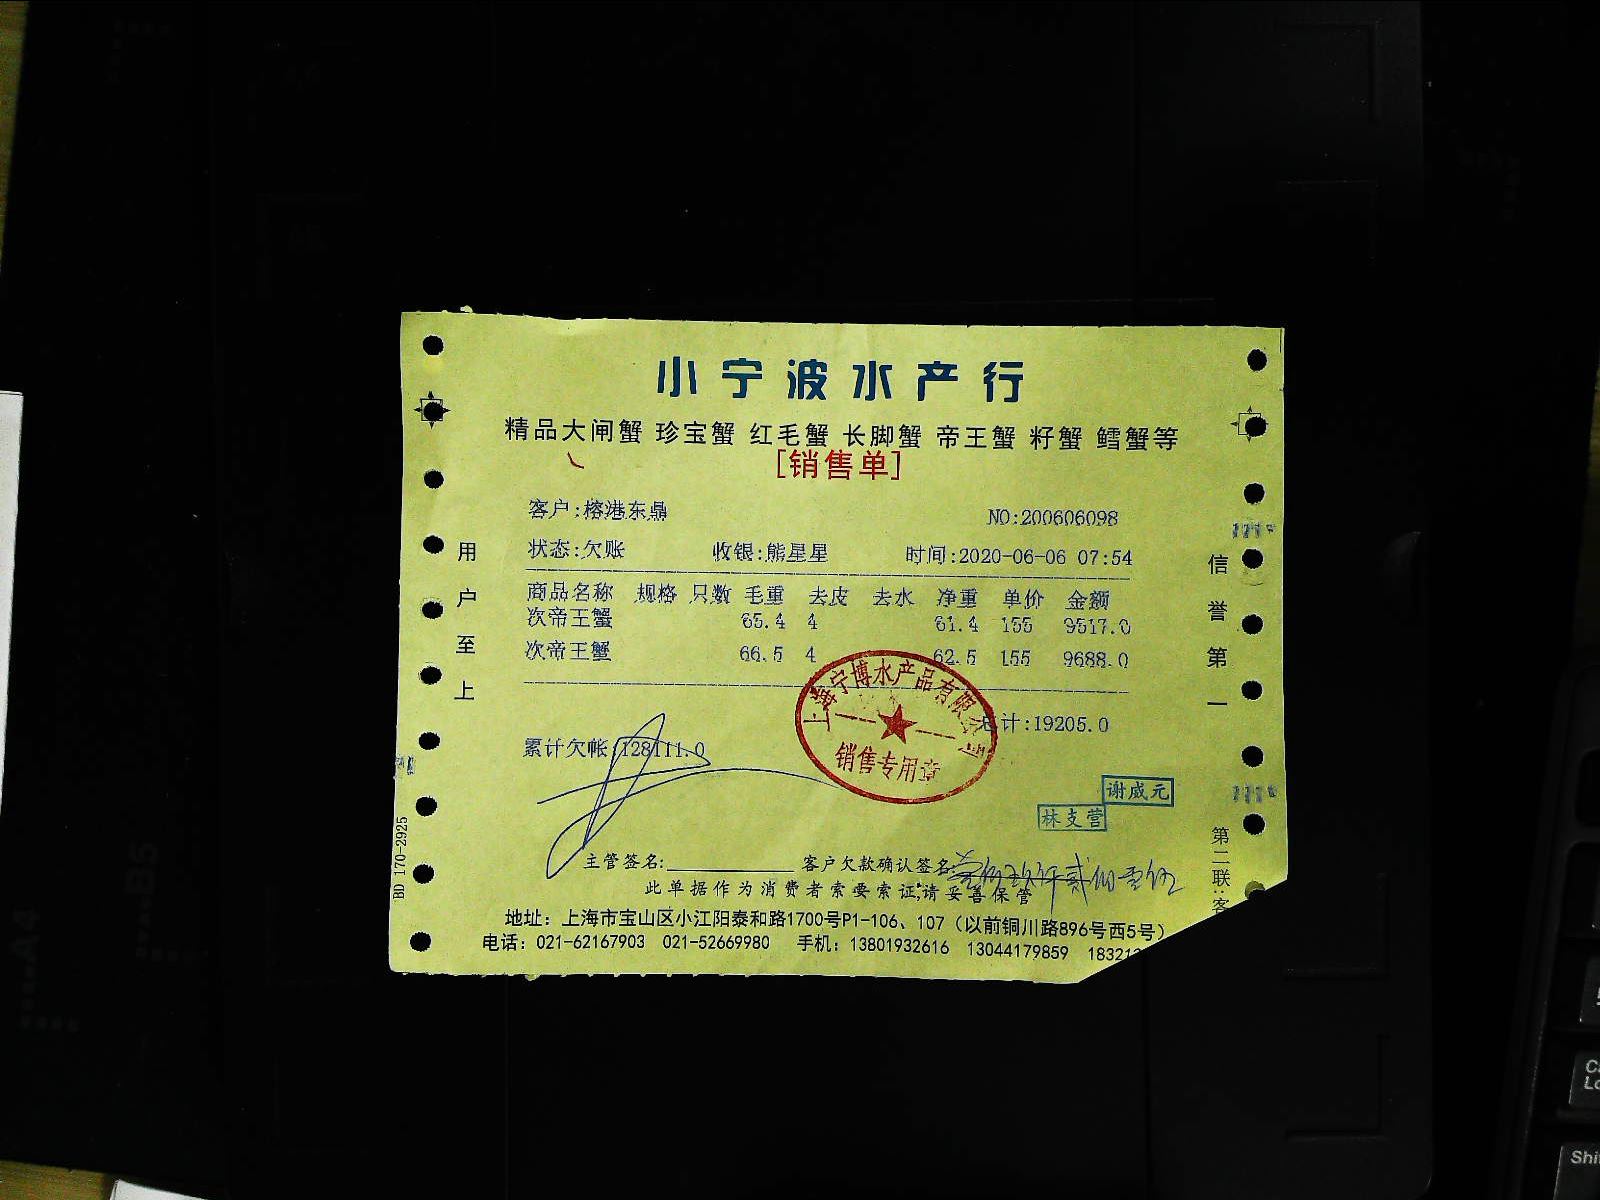 小宁波水产行
精品大闸蟹 珍宝蟹 红毛蟹 长脚蟹 帝王蟹 籽蟹 鳕蟹等
[销售单]
客户:榕港东鼎
NO:200606098
状态:欠账 收银:熊星星 时间:2020-06-06 07:54
商品名称 规格 只数 毛重 去皮 去水 净重 单价 金额
次帝王蟹 65.4 4 61.4 155 9517.0
次帝王蟹 66.5 4 62.5 155 9688.0
总计:19205.0
累计欠帐:128111.0
上海宁博水产品有限公司
销售专用章
谢威元
林支营
主管签名: 客户欠款确认签名:
此单据作为消费者索要索证,请妥善保管
地址：上海市宝山区小江阳泰和路1700号P1-106、107（以前铜川路896号西5号）
电话：021-62167903 021-52669980 手机：13801932616 13044179859 18321
用户至上
信誉第一
第二联:客
BD 170-2925
B5
A4
Shi